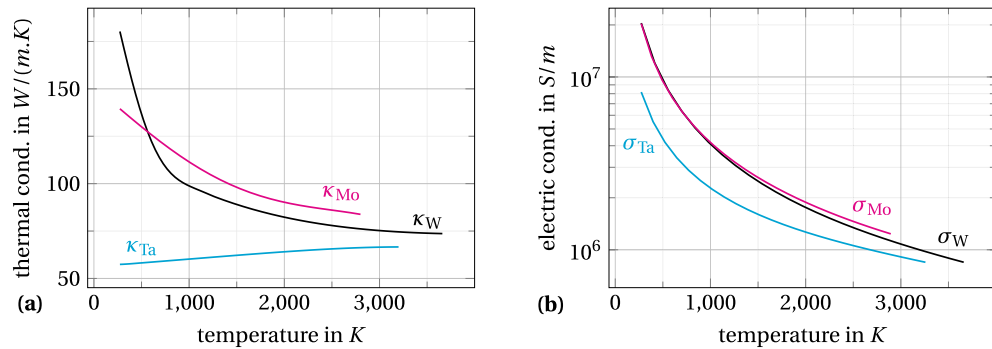 thermal cond. in W/(m.K)
150
100
50
κMo
κW
κTa
0 1,000 2,000 3,000
temperature in K
(a)
electric cond. in S/m
10^7
10^6
σTa
σMo
σW
0 1,000 2,000 3,000
temperature in K
(b)